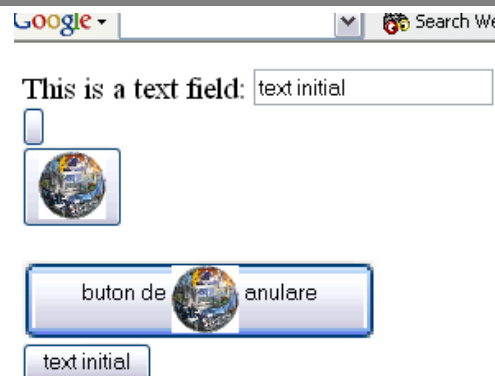 Google
Search We
This is a text field: text initial
buton de anulare
text initial